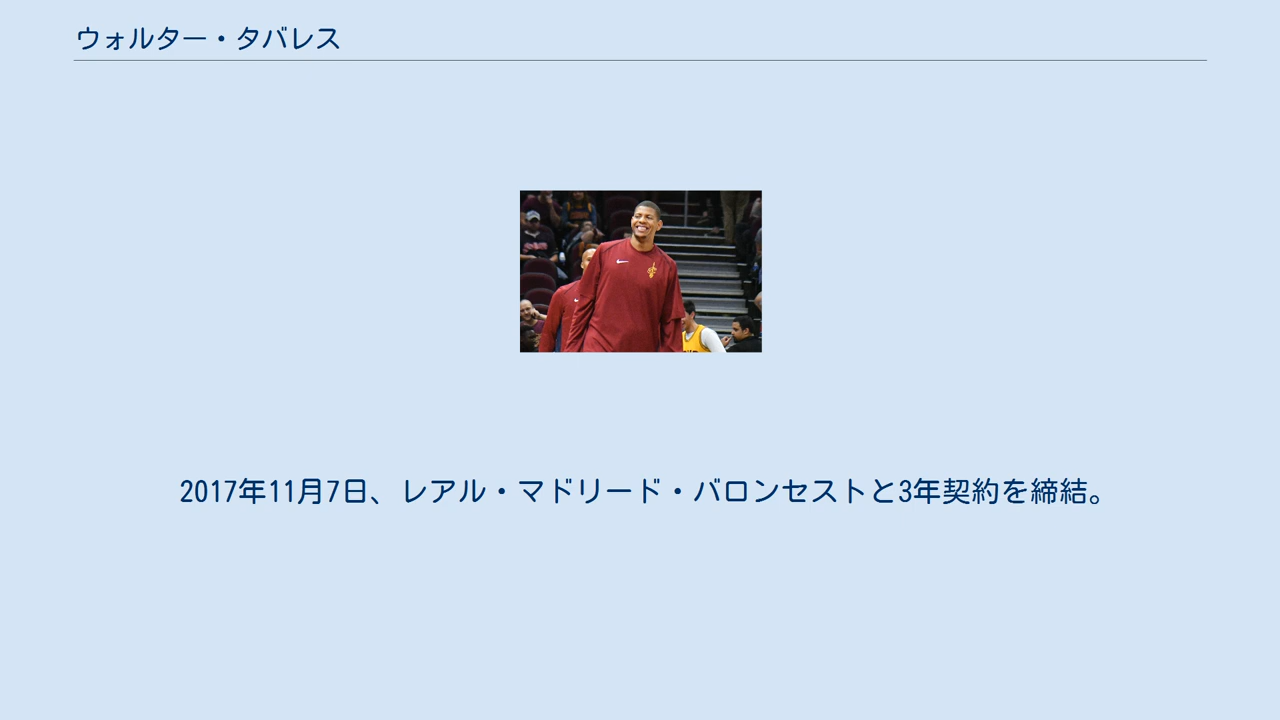 ウォルター・タバレス
2017年11月7日、レアル・マドリード・バロンセストと3年契約を締結。